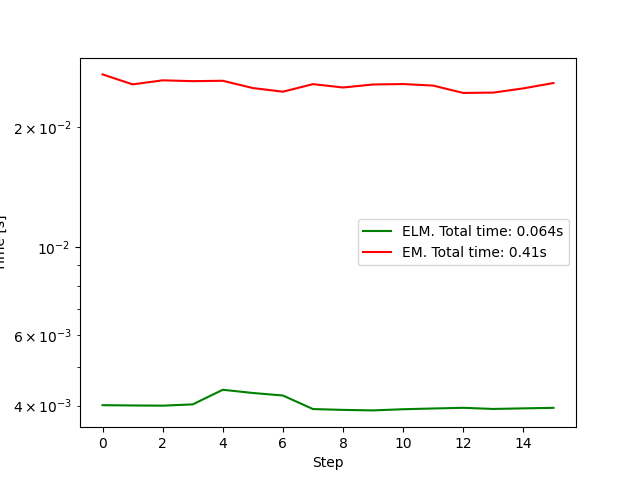 2 × 10⁻²
10⁻²
6 × 10⁻³
4 × 10⁻³
ELM. Total time: 0.064s
EM. Total time: 0.41s
0 2 4 6 8 10 12 14
Step